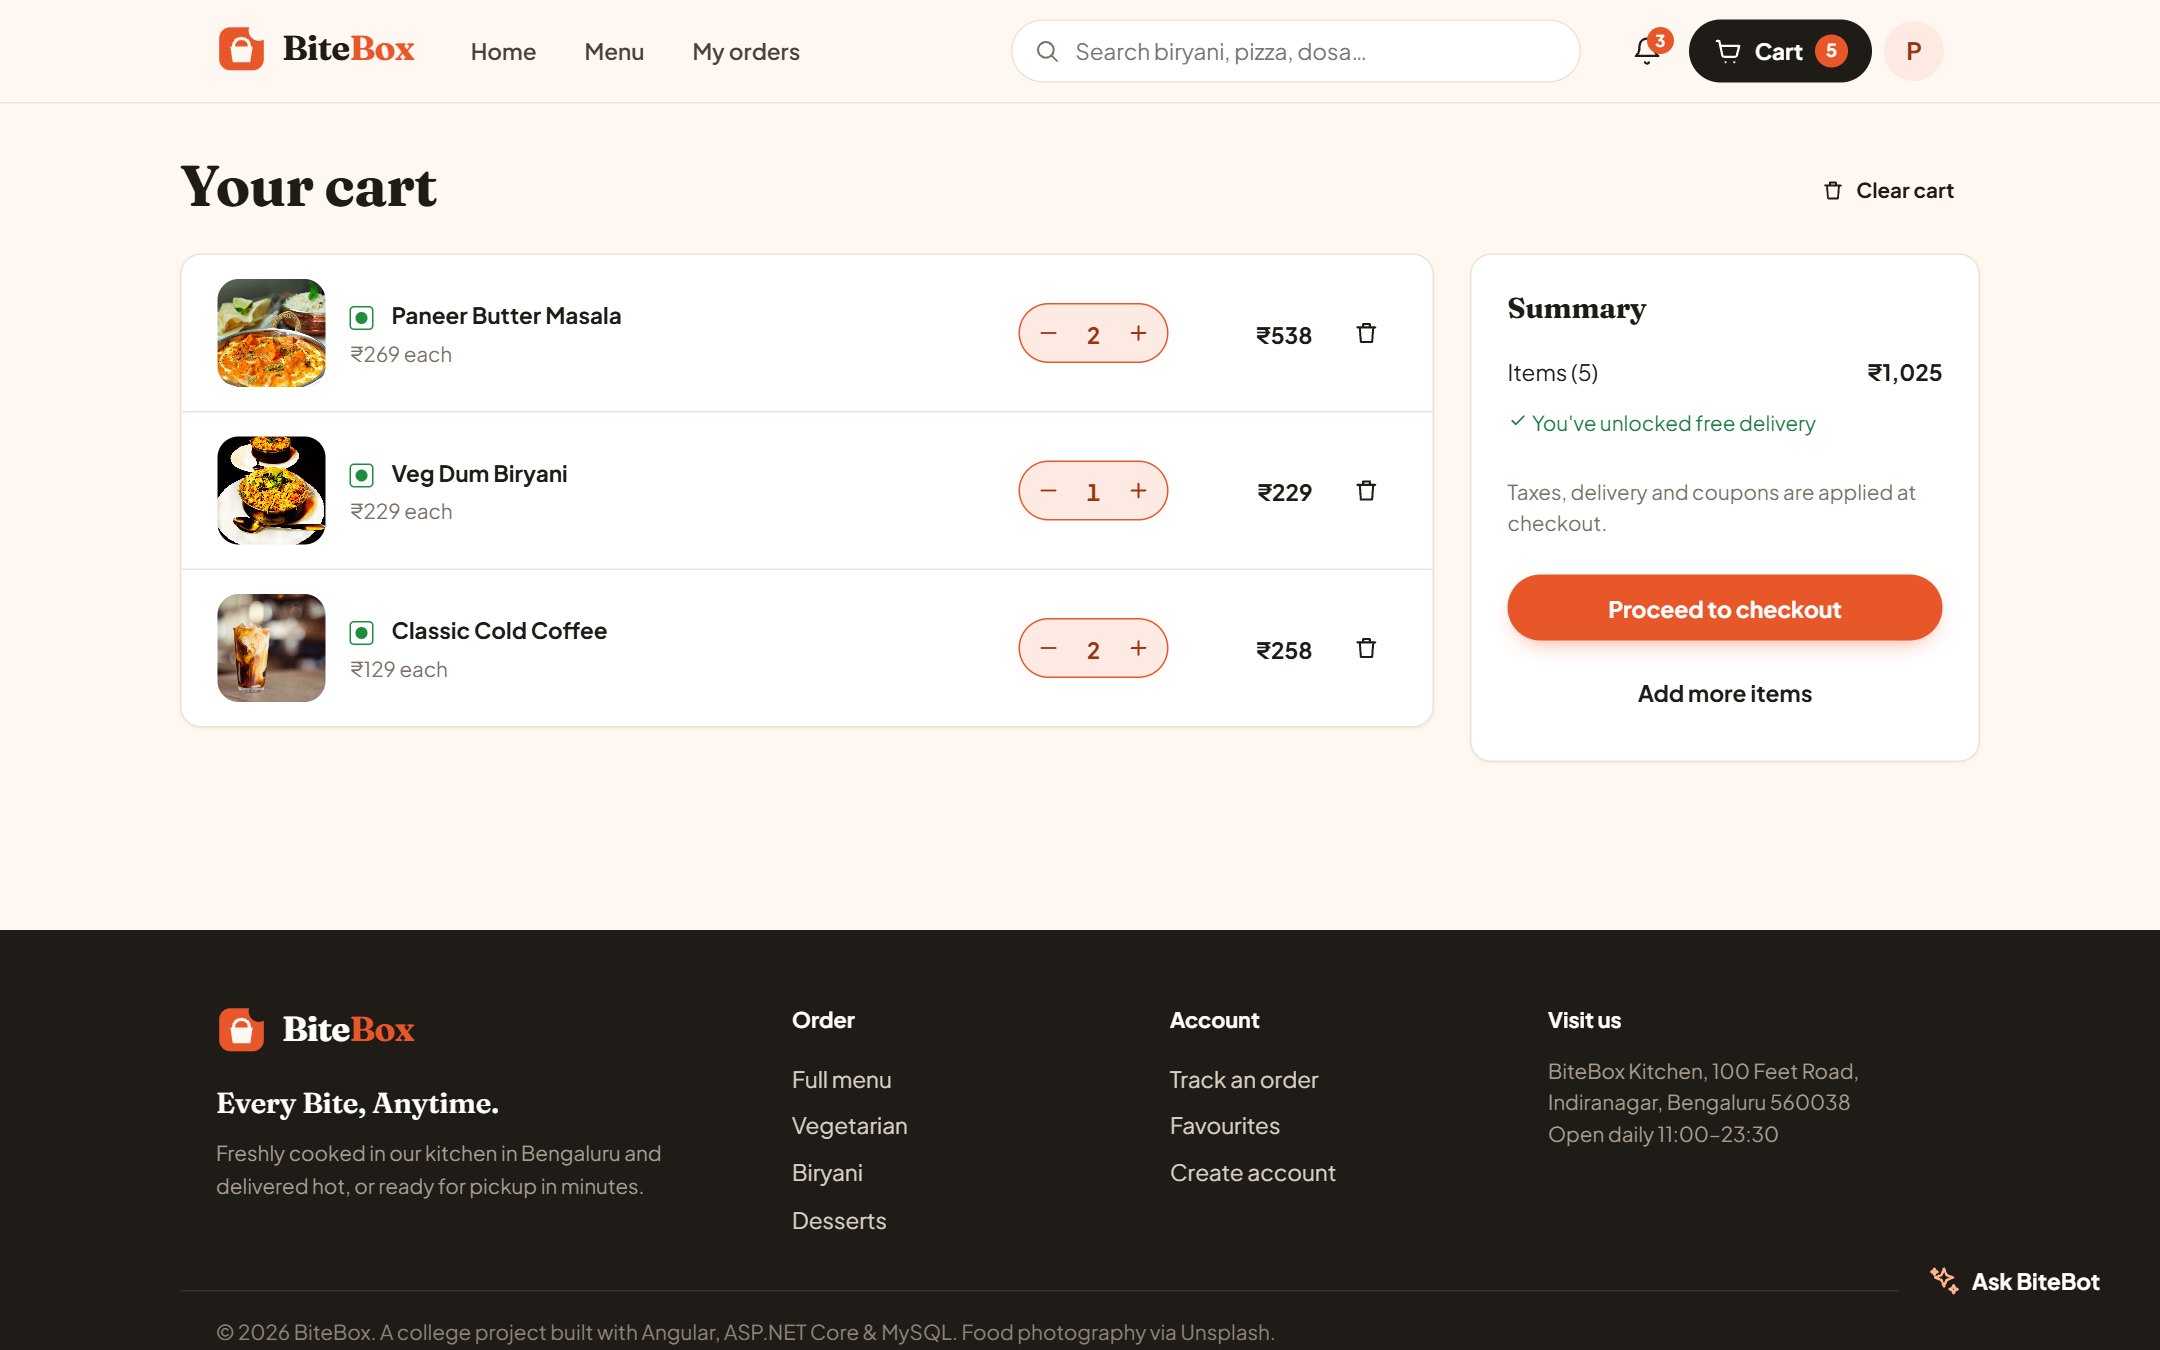 BiteBox
Home
Menu
My orders
Search biryani, pizza, dosa...
3
Cart
5
P
Your cart
Clear cart
Paneer Butter Masala
₹269 each
2
₹538
Veg Dum Biryani
₹229 each
1
₹229
Classic Cold Coffee
₹129 each
2
₹258
Summary
Items (5)
₹1,025
You've unlocked free delivery
Taxes, delivery and coupons are applied at
checkout.
Proceed to checkout
Add more items
BiteBox
Every Bite, Anytime.
Freshly cooked in our kitchen in Bengaluru and
delivered hot, or ready for pickup in minutes.
Order
Full menu
Vegetarian
Biryani
Desserts
Account
Track an order
Favourites
Create account
Visit us
BiteBox Kitchen, 100 Feet Road,
Indiranagar, Bengaluru 560038
Open daily 11:00–23:30
Ask BiteBot
© 2026 BiteBox. A college project built with Angular, ASP.NET Core & MySQL. Food photography via Unsplash.